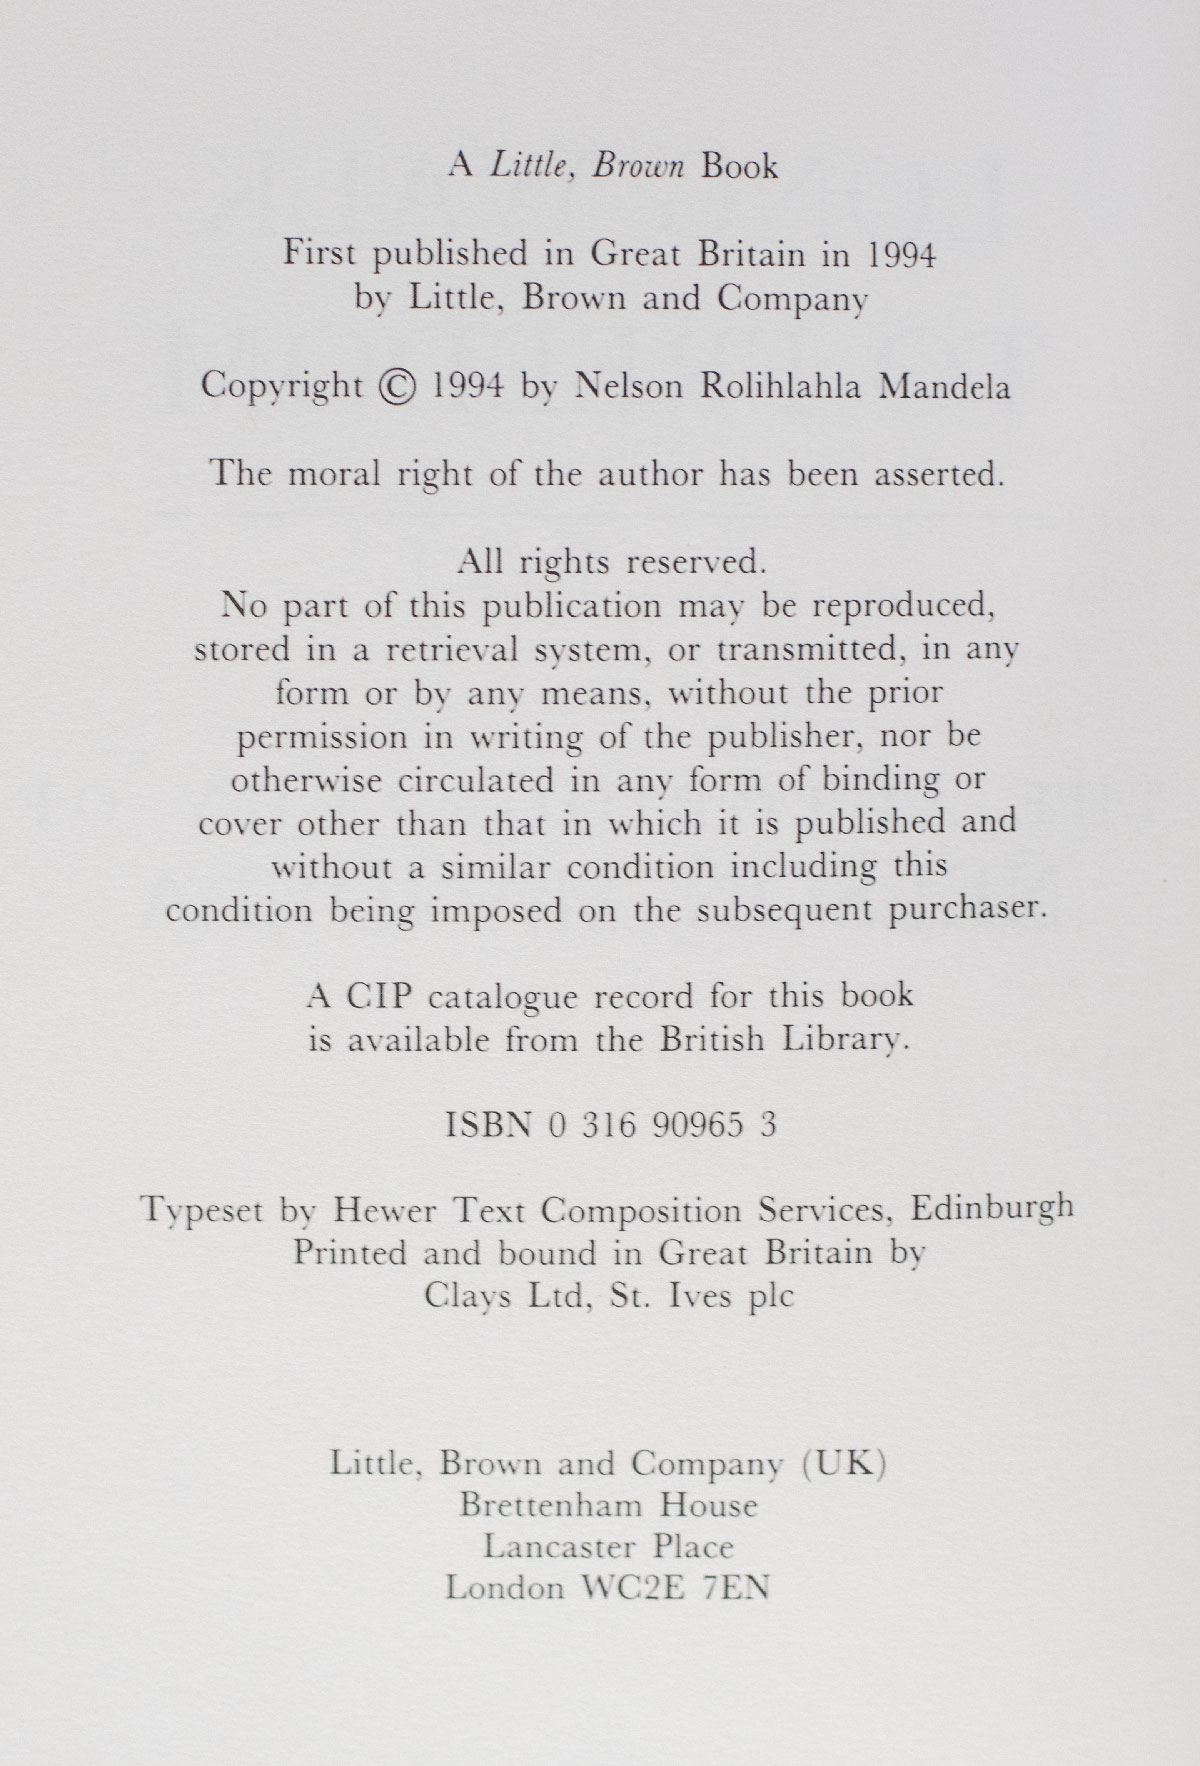 A Little, Brown Book
First published in Great Britain in 1994
by Little, Brown and Company
Copyright © 1994 by Nelson Rolihlahla Mandela
The moral right of the author has been asserted.
All rights reserved.
No part of this publication may be reproduced,
stored in a retrieval system, or transmitted, in any
form or by any means, without the prior
permission in writing of the publisher, nor be
otherwise circulated in any form of binding or
cover other than that in which it is published and
without a similar condition including this
condition being imposed on the subsequent purchaser.
A CIP catalogue record for this book
is available from the British Library.
ISBN 0 316 90965 3
Typeset by Hewer Text Composition Services, Edinburgh
Printed and bound in Great Britain by
Clays Ltd, St. Ives plc
Little, Brown and Company (UK)
Brettenham House
Lancaster Place
London WC2E 7EN